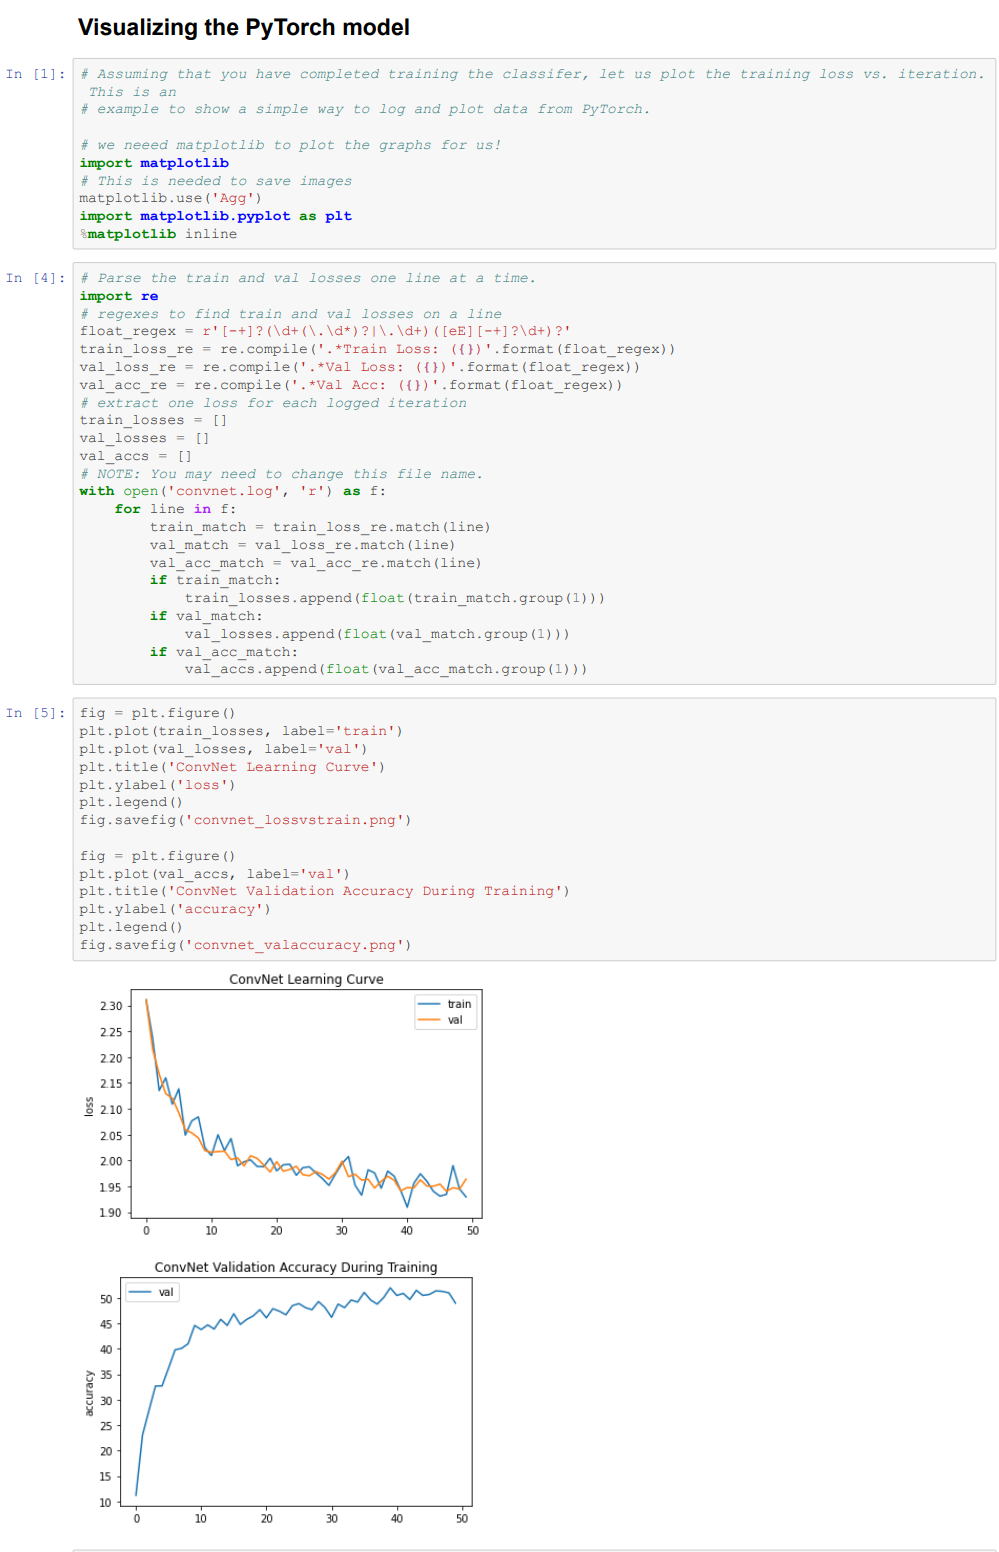 Visualizing the PyTorch model
In [1]:
# Assuming that you have completed training the classifer, let us plot the training loss vs. iteration.
 This is an
# example to show a simple way to log and plot data from PyTorch.
# we neeed matplotlib to plot the graphs for us!
import matplotlib
# This is needed to save images
matplotlib.use('Agg')
import matplotlib.pyplot as plt
%matplotlib inline
In [4]:
# Parse the train and val losses one line at a time.
import re
# regexes to find train and val losses on a line
float_regex = r'[-+]?(\d+(\.\d*)?|\.\d+)([eE][-+]?\d+)?'
train_loss_re = re.compile('.*Train Loss: ({})'.format(float_regex))
val_loss_re = re.compile('.*Val Loss: ({})'.format(float_regex))
val_acc_re = re.compile('.*Val Acc: ({})'.format(float_regex))
# extract one loss for each logged iteration
train_losses = []
val_losses = []
val_accs = []
# NOTE: You may need to change this file name.
with open('convnet.log', 'r') as f:
    for line in f:
        train_match = train_loss_re.match(line)
        val_match = val_loss_re.match(line)
        val_acc_match = val_acc_re.match(line)
        if train_match:
            train_losses.append(float(train_match.group(1)))
        if val_match:
            val_losses.append(float(val_match.group(1)))
        if val_acc_match:
            val_accs.append(float(val_acc_match.group(1)))
In [5]:
fig = plt.figure()
plt.plot(train_losses, label='train')
plt.plot(val_losses, label='val')
plt.title('ConvNet Learning Curve')
plt.ylabel('loss')
plt.legend()
fig.savefig('convnet_lossvstrain.png')
fig = plt.figure()
plt.plot(val_accs, label='val')
plt.title('ConvNet Validation Accuracy During Training')
plt.ylabel('accuracy')
plt.legend()
fig.savefig('convnet_valaccuracy.png')
ConvNet Learning Curve
train
val
loss
2.30
2.25
2.20
2.15
2.10
2.05
2.00
1.95
1.90
0 10 20 30 40 50
ConvNet Validation Accuracy During Training
val
accuracy
50
45
40
35
30
25
20
15
10
0 10 20 30 40 50